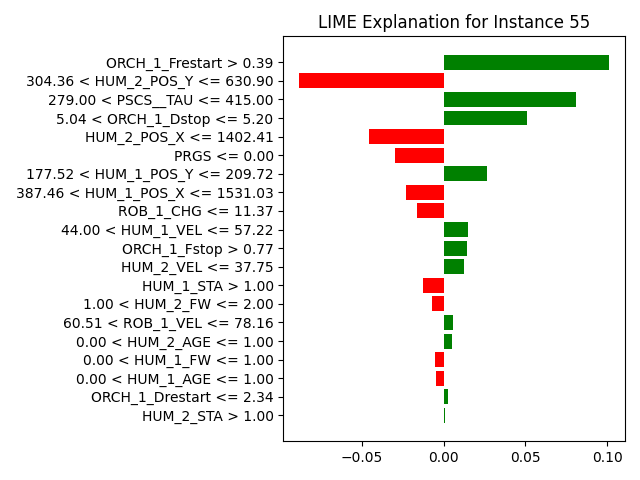 LIME Explanation for Instance 55
ORCH_1_Frestart > 0.39
304.36 < HUM_2_POS_Y <= 630.90
279.00 < PSCS__TAU <= 415.00
5.04 < ORCH_1_Dstop <= 5.20
HUM_2_POS_X <= 1402.41
PRGS <= 0.00
177.52 < HUM_1_POS_Y <= 209.72
387.46 < HUM_1_POS_X <= 1531.03
ROB_1_CHG <= 11.37
44.00 < HUM_1_VEL <= 57.22
ORCH_1_Fstop > 0.77
HUM_2_VEL <= 37.75
HUM_1_STA > 1.00
1.00 < HUM_2_FW <= 2.00
60.51 < ROB_1_VEL <= 78.16
0.00 < HUM_2_AGE <= 1.00
0.00 < HUM_1_FW <= 1.00
0.00 < HUM_1_AGE <= 1.00
ORCH_1_Drestart <= 2.34
HUM_2_STA > 1.00
−0.05 0.00 0.05 0.10